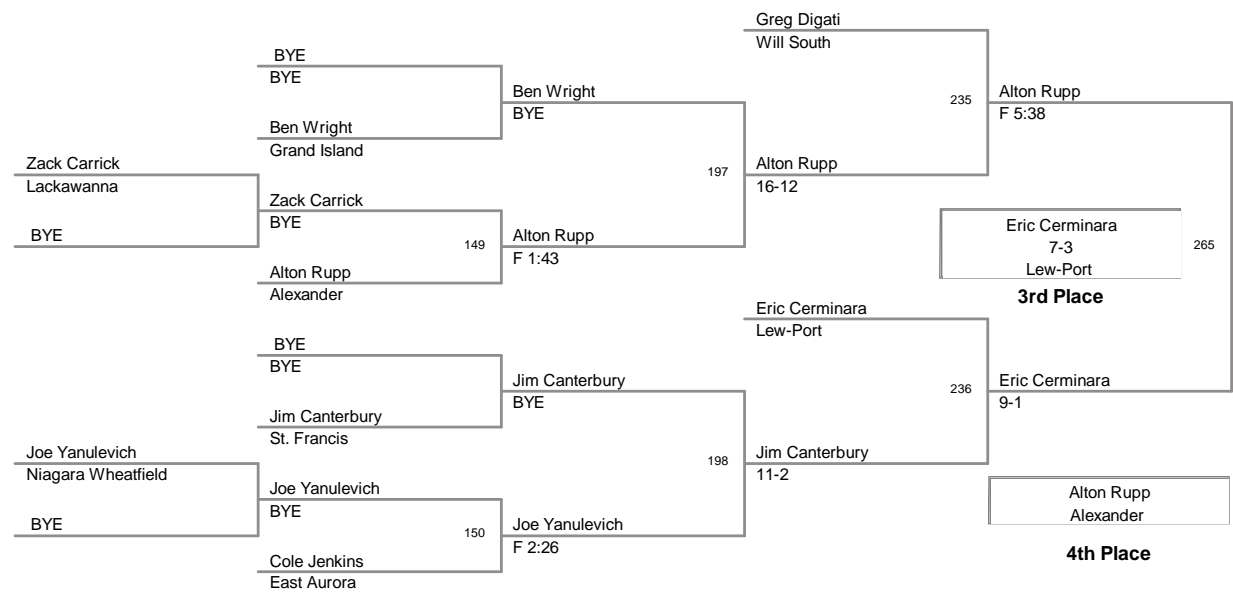 Greg Digati
Will South
BYE
BYE
Ben Wright
BYE
235
Alton Rupp
F 5:38
Ben Wright
Grand Island
Zack Carrick
Lackawanna
197
Alton Rupp
16-12
Zack Carrick
BYE
BYE
149
Alton Rupp
F 1:43
Eric Cerminara
7-3
Lew-Port
265
3rd Place
Alton Rupp
Alexander
Eric Cerminara
Lew-Port
BYE
BYE
Jim Canterbury
BYE
236
Eric Cerminara
9-1
Jim Canterbury
St. Francis
Joe Yanulevich
Niagara Wheatfield
198
Jim Canterbury
11-2
Joe Yanulevich
BYE
BYE
150
Joe Yanulevich
F 2:26
Alton Rupp
Alexander
4th Place
Cole Jenkins
East Aurora